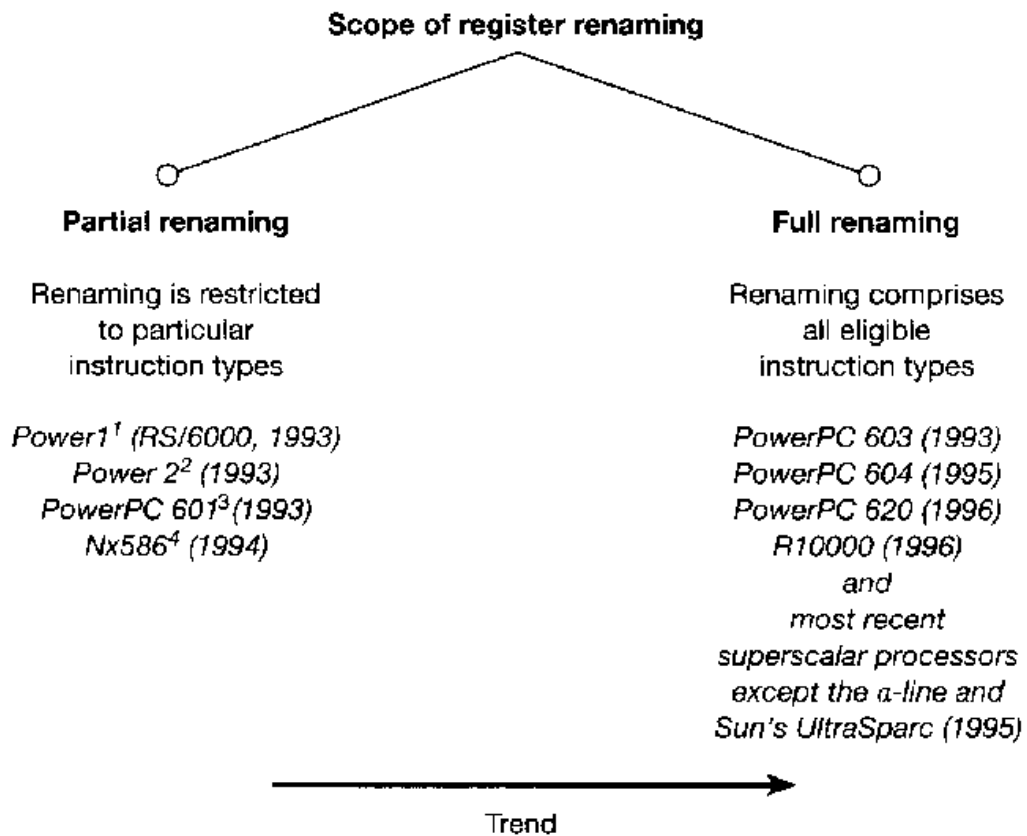 Scope of register renaming
Partial renaming
Renaming is restricted
to particular
instruction types
Power1¹ (RS/6000, 1993)
Power 2² (1993)
PowerPC 601³ (1993)
Nx586⁴ (1994)
Full renaming
Renaming comprises
all eligible
instruction types
PowerPC 603 (1993)
PowerPC 604 (1995)
PowerPC 620 (1996)
R10000 (1996)
and
most recent
superscalar processors
except the α-line and
Sun's UltraSparc (1995)
Trend